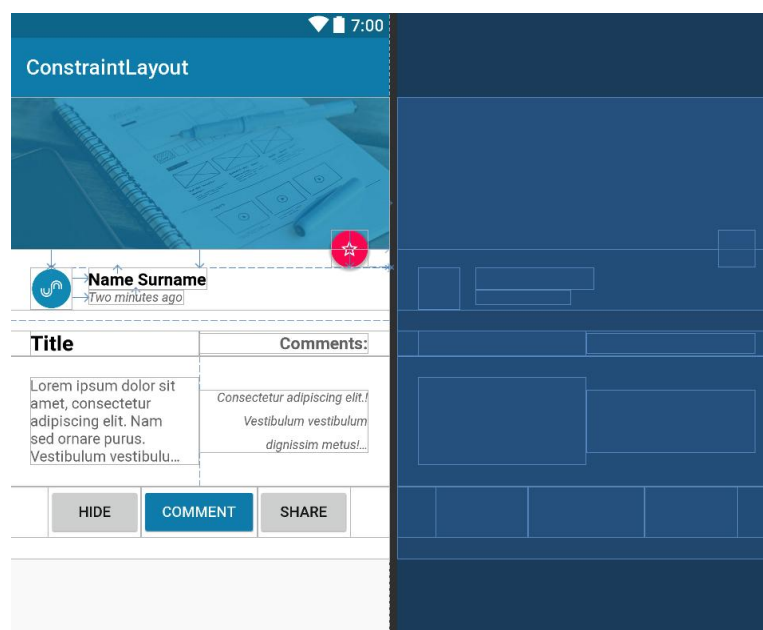 7:00
ConstraintLayout
Name Surname
Two minutes ago
Title
Comments:
Lorem ipsum dolor sit
amet, consectetur
adipiscing elit. Nam
sed ornare purus.
Vestibulum vestibulu...
Consectetur adipiscing elit.!
Vestibulum vestibulum
dignissim metus!...
HIDE
COMMENT
SHARE